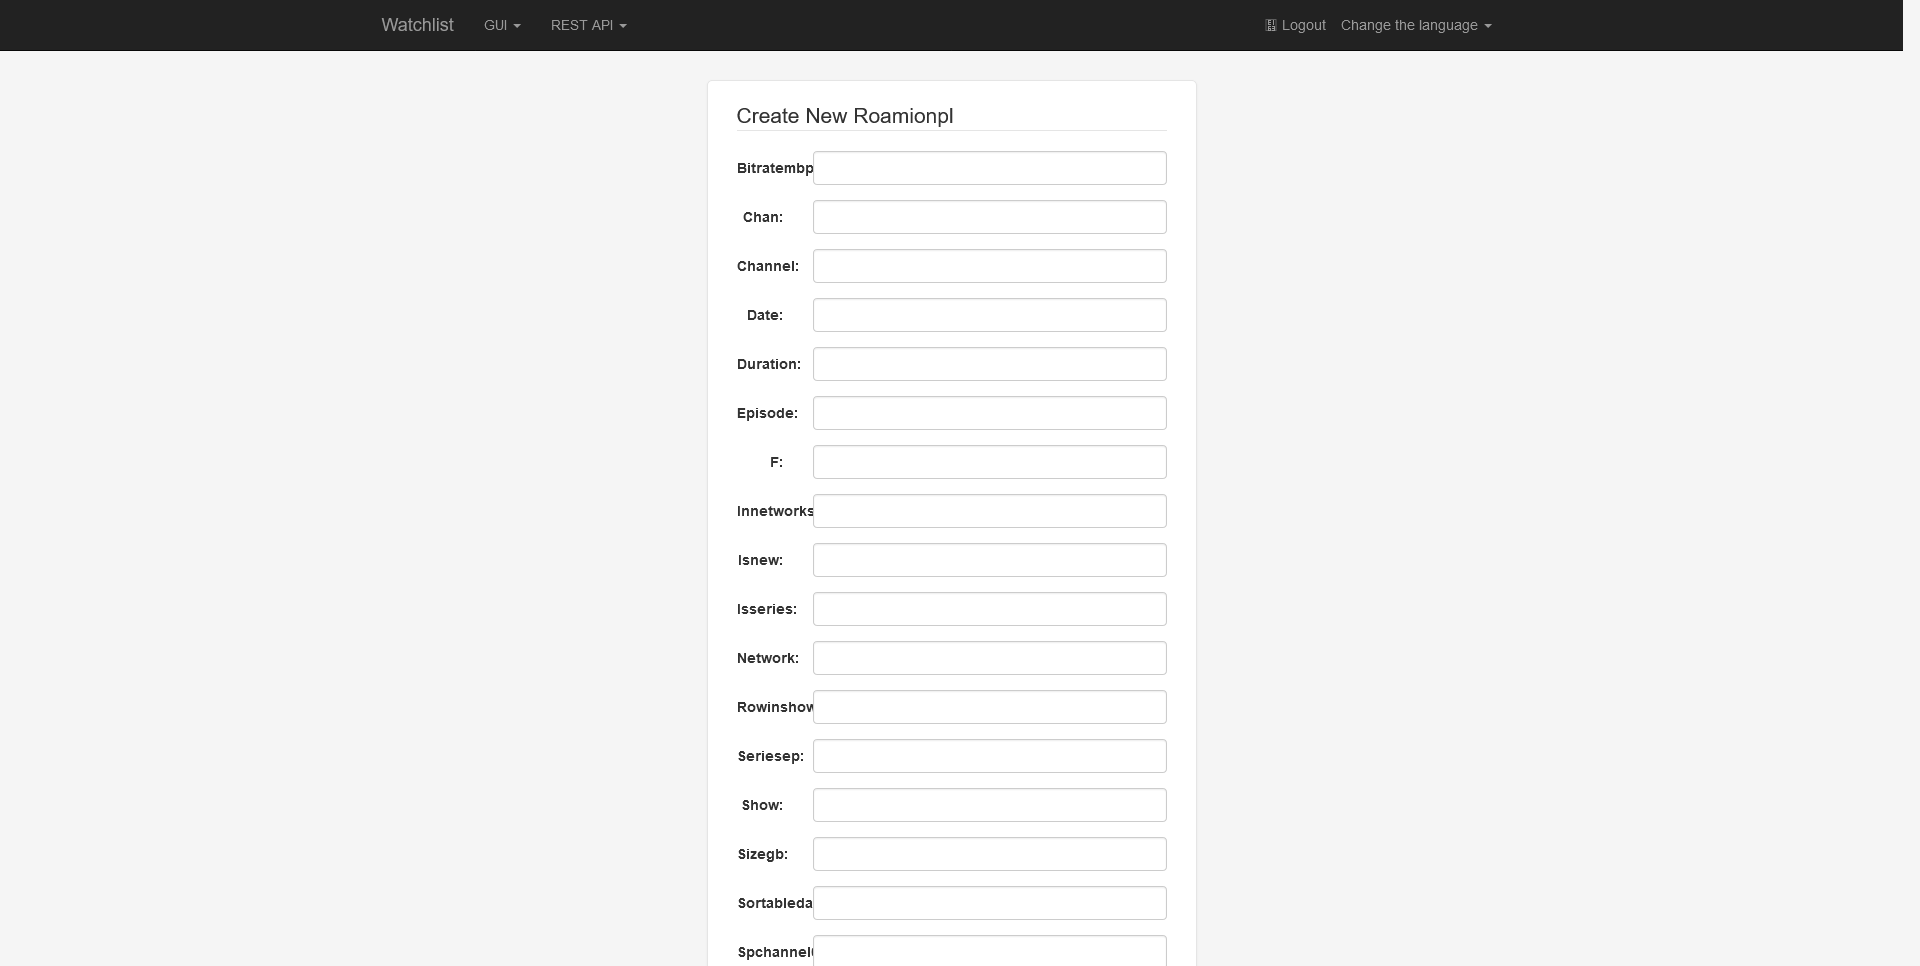 Watchlist GUI REST API Logout Change the language
Create New Roamionpl
Bitratembp
Chan:
Channel:
Date:
Duration:
Episode:
F:
Innetworks
Isnew:
Isseries:
Network:
Rowinshow
Seriesep:
Show:
Sizegb:
Sortableda
Spchannel